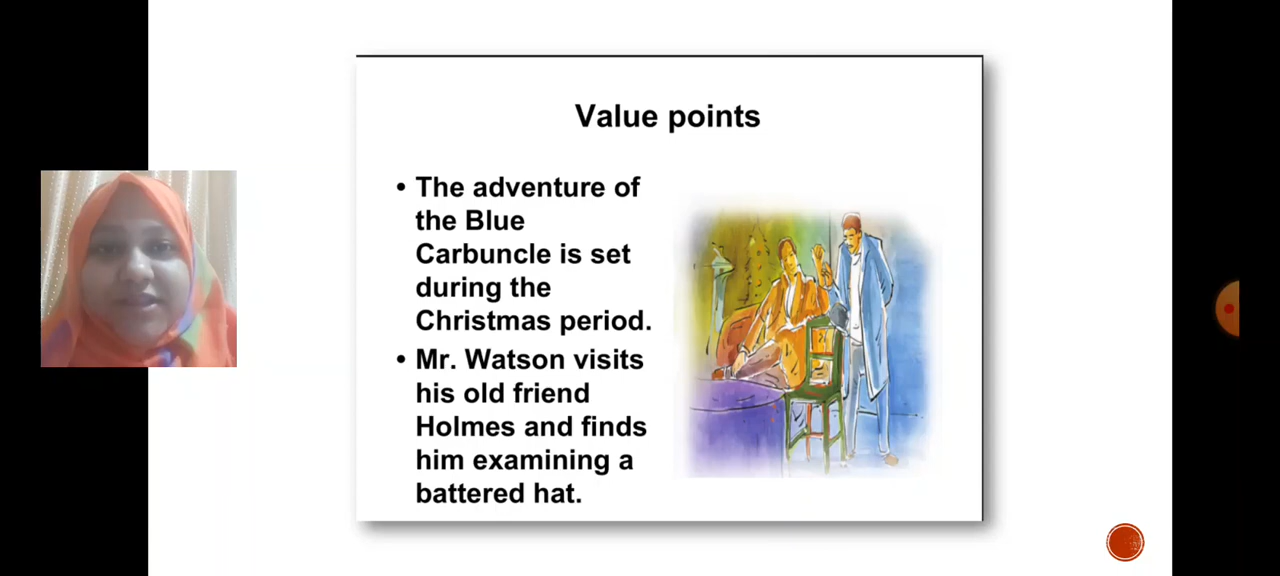 Value points
• The adventure of
the Blue
Carbuncle is set
during the
Christmas period.
• Mr. Watson visits
his old friend
Holmes and finds
him examining a
battered hat.